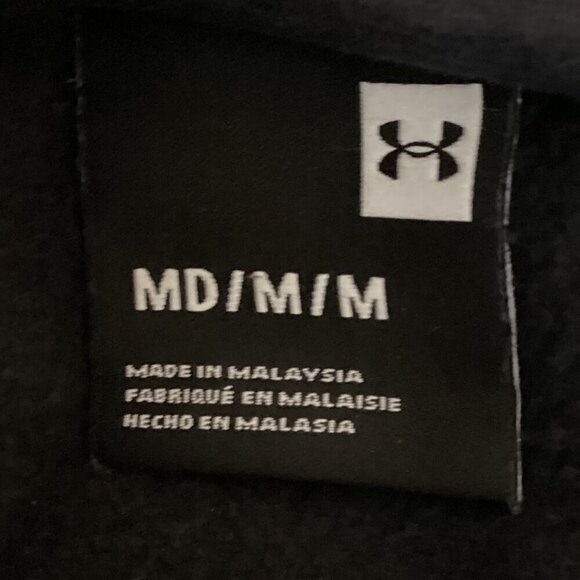 MD/M/M
MADE IN MALAYSIA
FABRIQUÉ EN MALAISIE
HECHO EN MALASIA